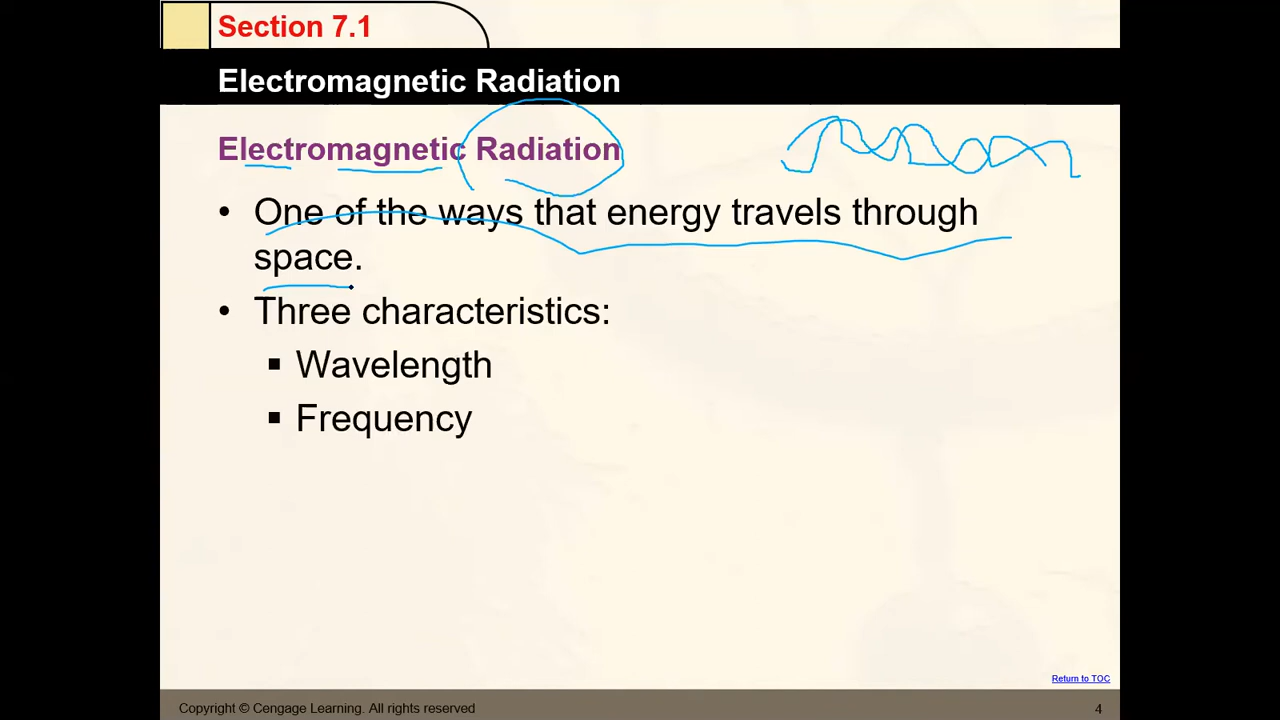 Section 7.1
Electromagnetic Radiation
Electromagnetic Radiation
• One of the ways that energy travels through
space.
• Three characteristics:
▪ Wavelength
▪ Frequency
Return to TOC
Copyright © Cengage Learning. All rights reserved
4